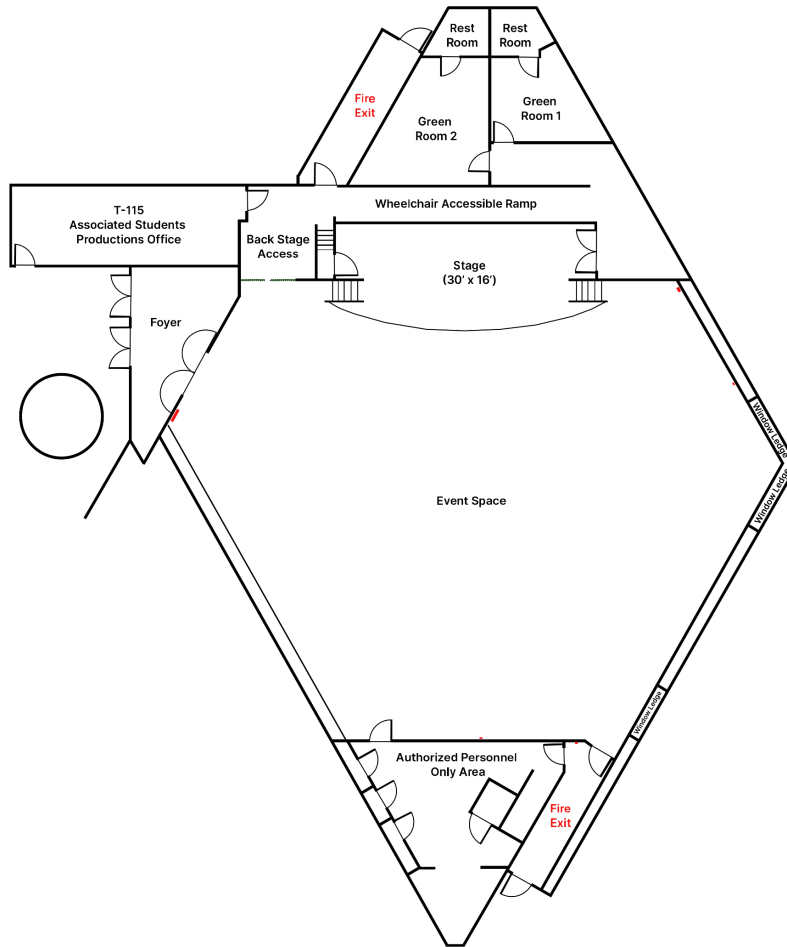 Rest
Room
Rest
Room
Fire
Exit
Green
Room 2
Green
Room 1
T-115
Associated Students
Productions Office
Wheelchair Accessible Ramp
Back Stage
Access
Stage
(30' x 16')
Foyer
Window Ledge
Window Ledge
Event Space
Window Ledge
Authorized Personnel
Only Area
Fire
Exit